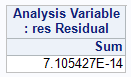 Analysis Variable
: res Residual
Sum
7.105427E-14